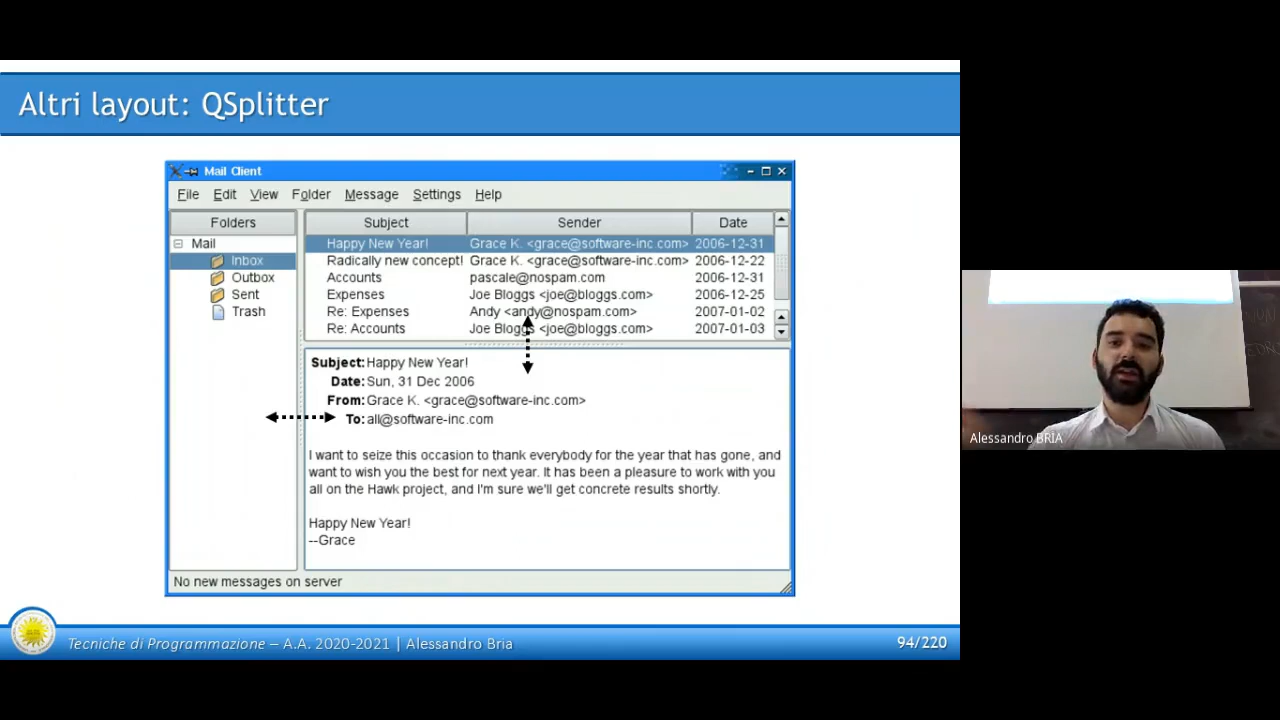 Altri layout: QSplitter
Mail Client
File Edit View Folder Message Settings Help
Folders
Mail
Inbox
Outbox
Sent
Trash
Subject Sender Date
Happy New Year! Grace K. <grace@software-inc.com> 2006-12-31
Radically new concept! Grace K. <grace@software-inc.com> 2006-12-22
Accounts pascale@nospam.com 2006-12-31
Expenses Joe Bloggs <joe@bloggs.com> 2006-12-25
Re: Expenses Andy <andy@nospam.com> 2007-01-02
Re: Accounts Joe Bloggs <joe@bloggs.com> 2007-01-03
Subject: Happy New Year!
Date: Sun, 31 Dec 2006
From: Grace K. <grace@software-inc.com>
To: all@software-inc.com
I want to seize this occasion to thank everybody for the year that has gone, and
want to wish you the best for next year. It has been a pleasure to work with you
all on the Hawk project, and I'm sure we'll get concrete results shortly.
Happy New Year!
--Grace
No new messages on server
Tecniche di Programmazione – A.A. 2020-2021 | Alessandro Bria
94/220
Alessandro BRIA